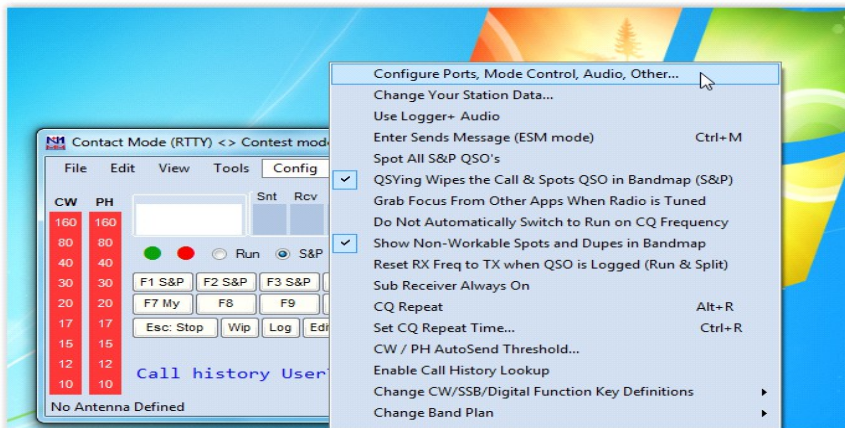 Configure Ports, Mode Control, Audio, Other...
Change Your Station Data...
Use Logger+ Audio
Enter Sends Message (ESM mode) Ctrl+M
Spot All S&P QSO's
QSYing Wipes the Call & Spots QSO in Bandmap (S&P)
Grab Focus From Other Apps When Radio is Tuned
Do Not Automatically Switch to Run on CQ Frequency
Show Non-Workable Spots and Dupes in Bandmap
Reset RX Freq to TX when QSO is Logged (Run & Split)
Sub Receiver Always On
CQ Repeat Alt+R
Set CQ Repeat Time... Ctrl+R
CW / PH AutoSend Threshold...
Enable Call History Lookup
Change CW/SSB/Digital Function Key Definitions
Change Band Plan
N1 MM Contact Mode (RTTY) <> Contest mod
File Edit View Tools Config
CW PH Snt Rcv
160 160
80 80
40 40
Run S&P
30 30 F1 S&P F2 S&P F3 S&P
20 20 F7 My F8 F9
17 17 Esc: Stop Wip Log Edi
15 15
12 12
10 10
Call history User
No Antenna Defined